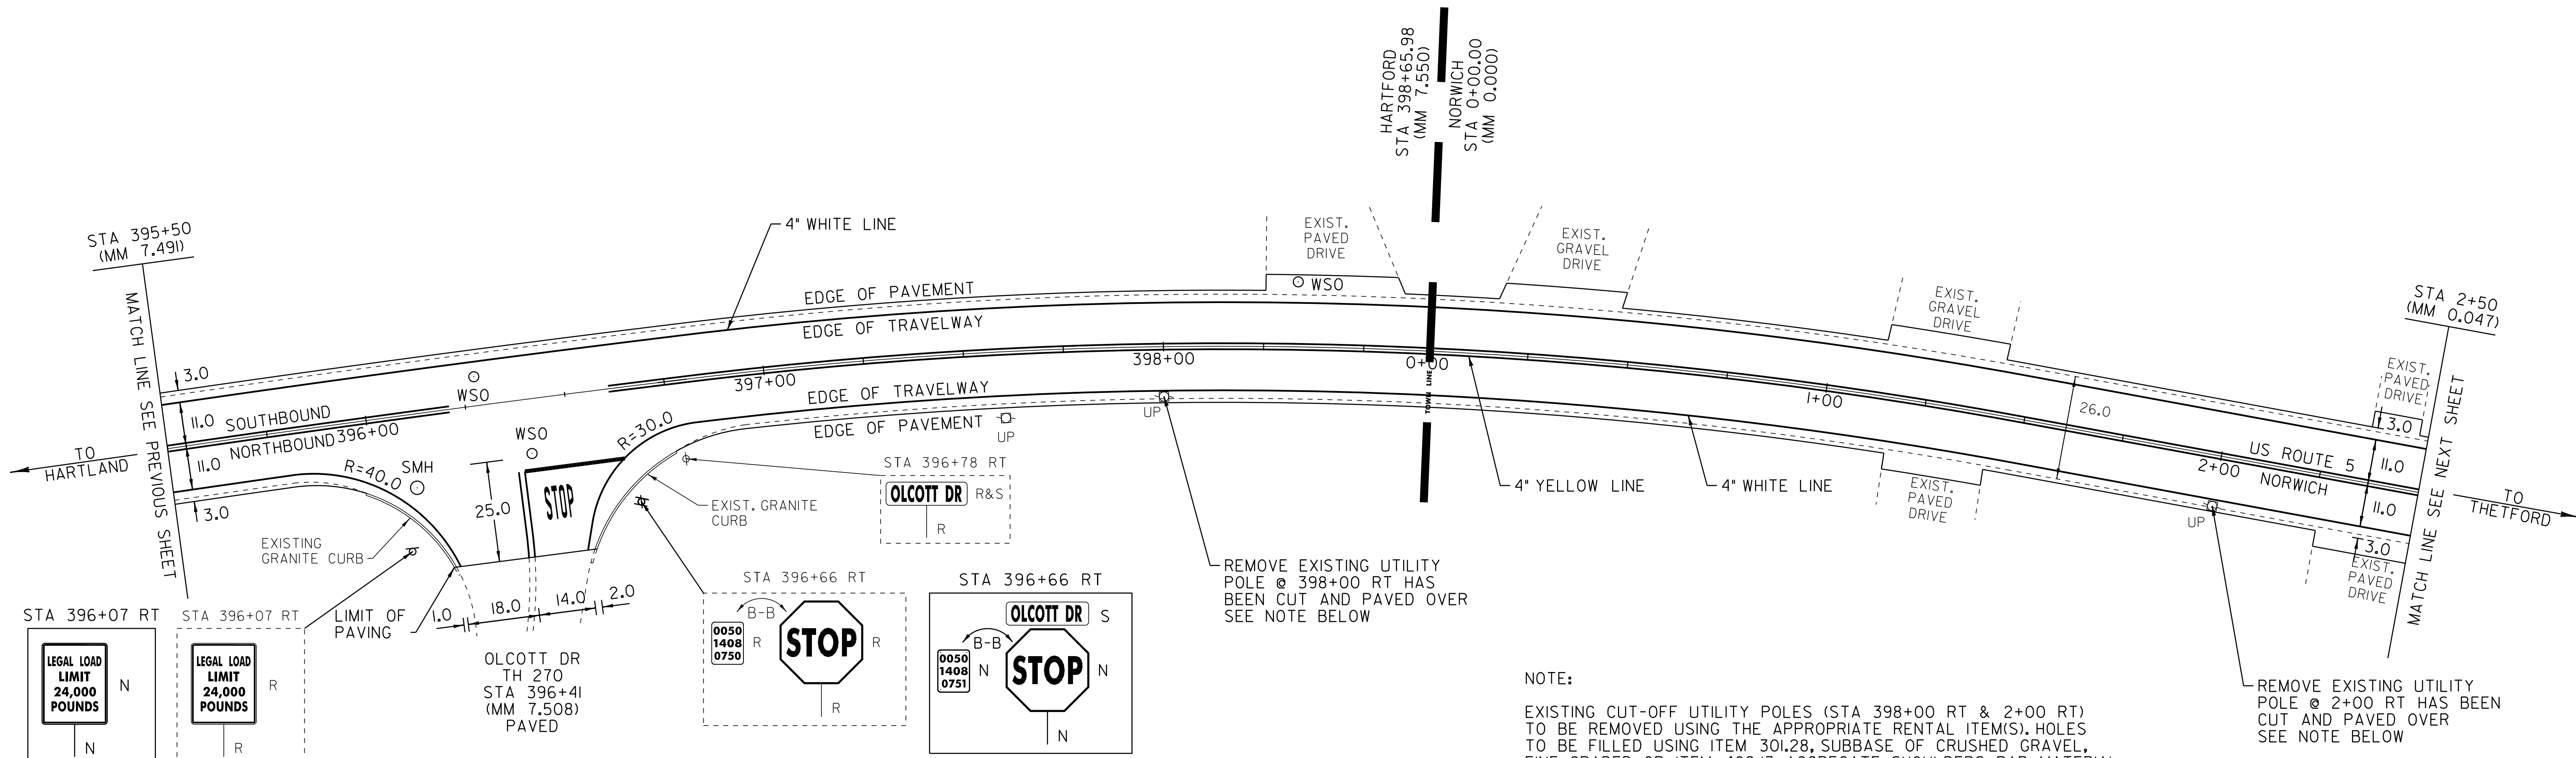 HARTFORD
STA 398+65.98
(MM 7.550)
NORWICH
STA 0+00.00
(MM 0.000)
STA 395+50
(MM 7.491)
MATCH LINE SEE PREVIOUS SHEET
TO
HARTLAND
3.0
11.0
SOUTHBOUND
NORTHBOUND
396+00
11.0
3.0
WSO
R=40.0
SMH
WSO
R=30.0
25.0
STOP
4" WHITE LINE
EDGE OF PAVEMENT
EDGE OF TRAVELWAY
397+00
398+00
0+00
EDGE OF TRAVELWAY
EDGE OF PAVEMENT
UP
UP
TOWN LINE
EXIST.
PAVED
DRIVE
WSO
EXIST.
GRAVEL
DRIVE
EXIST.
GRAVEL
DRIVE
EXIST.
PAVED
DRIVE
3.0
STA 2+50
(MM 0.047)
MATCH LINE SEE NEXT SHEET
1+00
26.0
2+00
US ROUTE 5
NORWICH
11.0
11.0
3.0
TO
THETFORD
4" YELLOW LINE
4" WHITE LINE
EXIST.
PAVED
DRIVE
UP
EXIST.
PAVED
DRIVE
EXISTING
GRANITE CURB
EXIST. GRANITE
CURB
STA 396+78 RT
OLCOTT DR
R&S
R
LIMIT OF
PAVING
1.0
18.0
14.0
2.0
OLCOTT DR
TH 270
STA 396+41
(MM 7.508)
PAVED
STA 396+07 RT
LEGAL LOAD
LIMIT
24,000
POUNDS
N
N
STA 396+07 RT
LEGAL LOAD
LIMIT
24,000
POUNDS
R
R
STA 396+66 RT
B-B
0050
1408
0750
R
STOP
R
R
STA 396+66 RT
OLCOTT DR
S
B-B
0050
1408
0751
N
STOP
N
N
REMOVE EXISTING UTILITY
POLE @ 398+00 RT HAS
BEEN CUT AND PAVED OVER
SEE NOTE BELOW
REMOVE EXISTING UTILITY
POLE @ 2+00 RT HAS BEEN
CUT AND PAVED OVER
SEE NOTE BELOW
NOTE:
EXISTING CUT-OFF UTILITY POLES (STA 398+00 RT & 2+00 RT)
TO BE REMOVED USING THE APPROPRIATE RENTAL ITEM(S). HOLES
TO BE FILLED USING ITEM 301.28, SUBBASE OF CRUSHED GRAVEL,